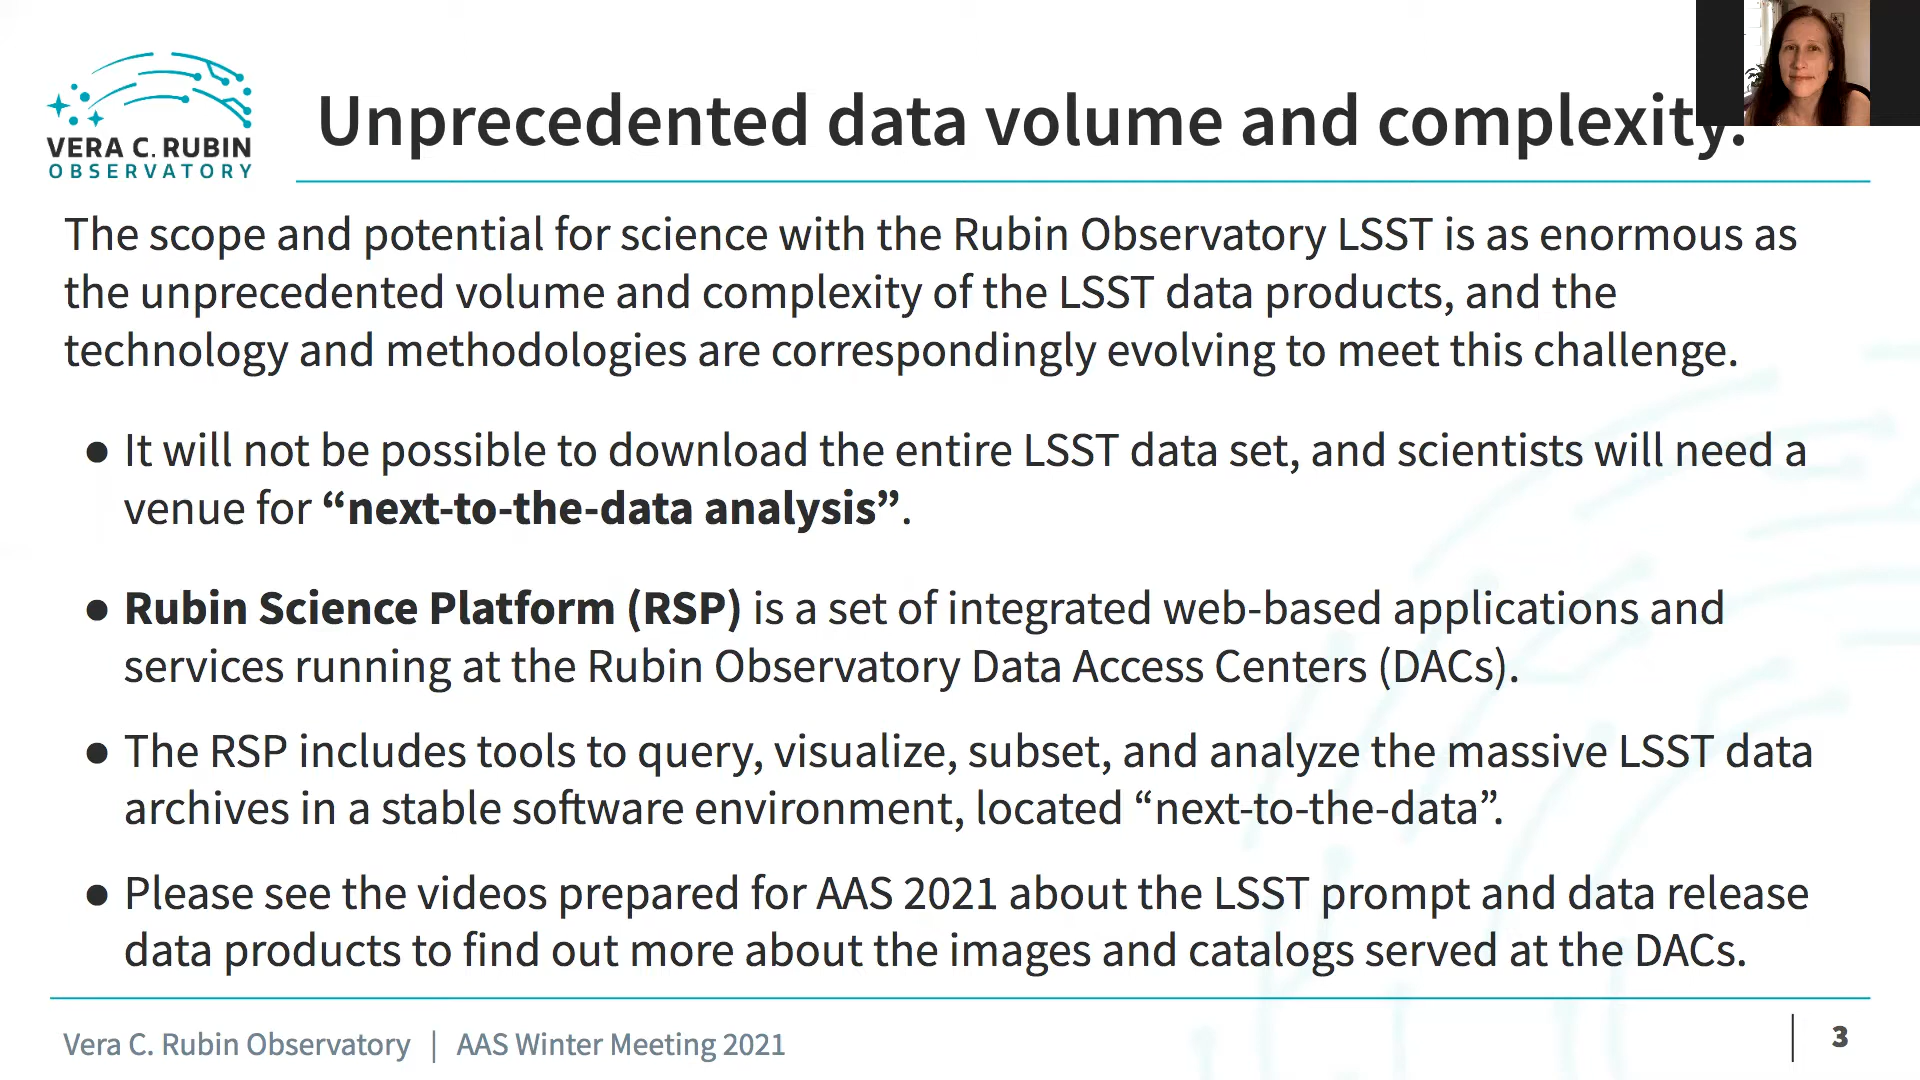 VERA C. RUBIN
OBSERVATORY
Unprecedented data volume and complexity.
The scope and potential for science with the Rubin Observatory LSST is as enormous as
the unprecedented volume and complexity of the LSST data products, and the
technology and methodologies are correspondingly evolving to meet this challenge.
● It will not be possible to download the entire LSST data set, and scientists will need a
venue for “next-to-the-data analysis”.
● Rubin Science Platform (RSP) is a set of integrated web-based applications and
services running at the Rubin Observatory Data Access Centers (DACs).
● The RSP includes tools to query, visualize, subset, and analyze the massive LSST data
archives in a stable software environment, located “next-to-the-data”.
● Please see the videos prepared for AAS 2021 about the LSST prompt and data release
data products to find out more about the images and catalogs served at the DACs.
Vera C. Rubin Observatory | AAS Winter Meeting 2021
3